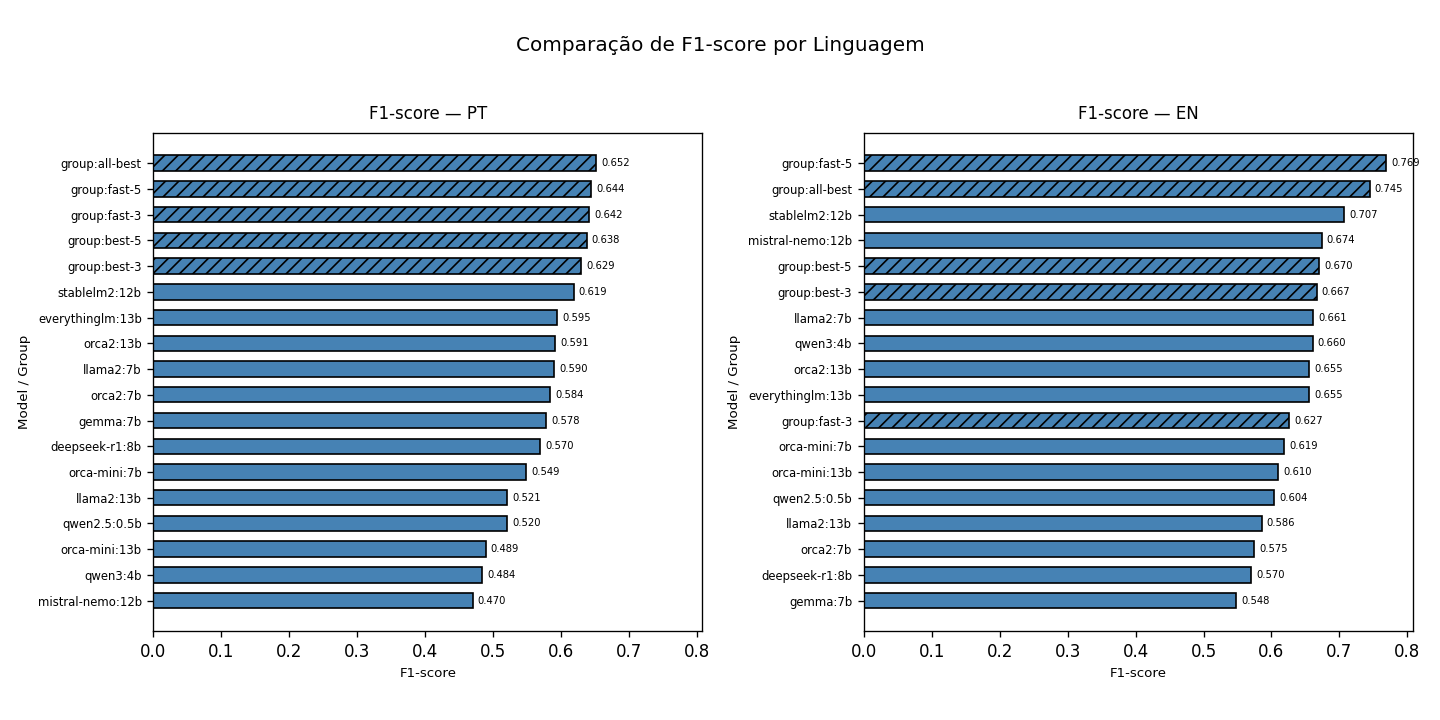 Comparação de F1-score por Linguagem
F1-score — PT
Model / Group
group:all-best 0.652
group:fast-5 0.644
group:fast-3 0.642
group:best-5 0.638
group:best-3 0.629
stablelm2:12b 0.619
everythinglm:13b 0.595
orca2:13b 0.591
llama2:7b 0.590
orca2:7b 0.584
gemma:7b 0.578
deepseek-r1:8b 0.570
orca-mini:7b 0.549
llama2:13b 0.521
qwen2.5:0.5b 0.520
orca-mini:13b 0.489
qwen3:4b 0.484
mistral-nemo:12b 0.470
0.0 0.1 0.2 0.3 0.4 0.5 0.6 0.7 0.8
F1-score
F1-score — EN
Model / Group
group:fast-5 0.769
group:all-best 0.745
stablelm2:12b 0.707
mistral-nemo:12b 0.674
group:best-5 0.670
group:best-3 0.667
llama2:7b 0.661
qwen3:4b 0.660
orca2:13b 0.655
everythinglm:13b 0.655
group:fast-3 0.627
orca-mini:7b 0.619
orca-mini:13b 0.610
qwen2.5:0.5b 0.604
llama2:13b 0.586
orca2:7b 0.575
deepseek-r1:8b 0.570
gemma:7b 0.548
0.0 0.1 0.2 0.3 0.4 0.5 0.6 0.7 0.8
F1-score